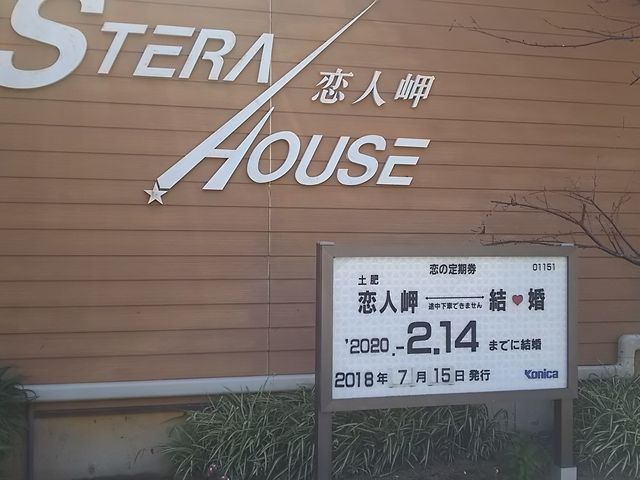 STERA
恋人岬
HOUSE
恋の定期券
01151
土肥
恋人岬 ⟷ 結♥婚
途中下車できません
'2020.-2.14 までに結婚
2018年 7月 15日発行
Konica